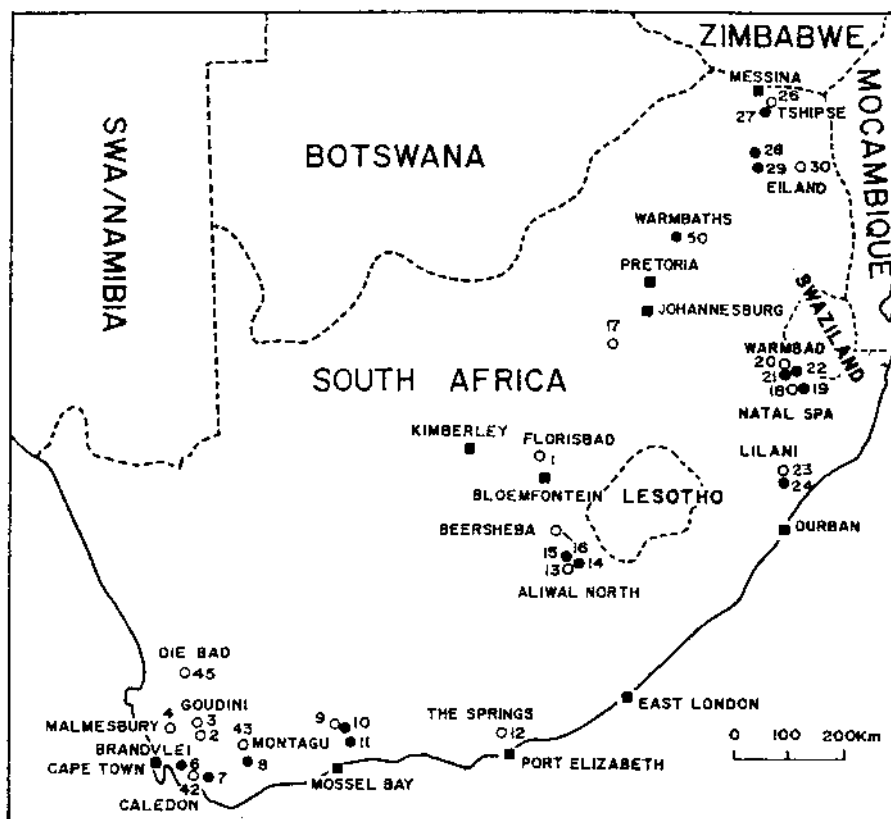 ZIMBABWE
MESSINA
26
27
TSHIPSE
MOCAMBIQUE
SWA/NAMIBIA
BOTSWANA
28
29
30
EILAND
WARMBATHS
50
PRETORIA
JOHANNESBURG
17
SWAZILAND
WARMBAD
20
22
21
18
19
NATAL SPA
SOUTH AFRICA
KIMBERLEY
FLORISBAD
1
BLOEMFONTEIN
LESOTHO
LILANI
23
24
DURBAN
BEERSHEBA
15
16
14
13
ALIWAL NORTH
DIE BAD
45
GOUDINI
MALMESBURY
4
3
2
43
MONTAGU
BRANDVLEI
CAPE TOWN
6
7
8
42
CALEDON
9
10
11
MOSSEL BAY
THE SPRINGS
12
PORT ELIZABETH
EAST LONDON
0 100 200Km